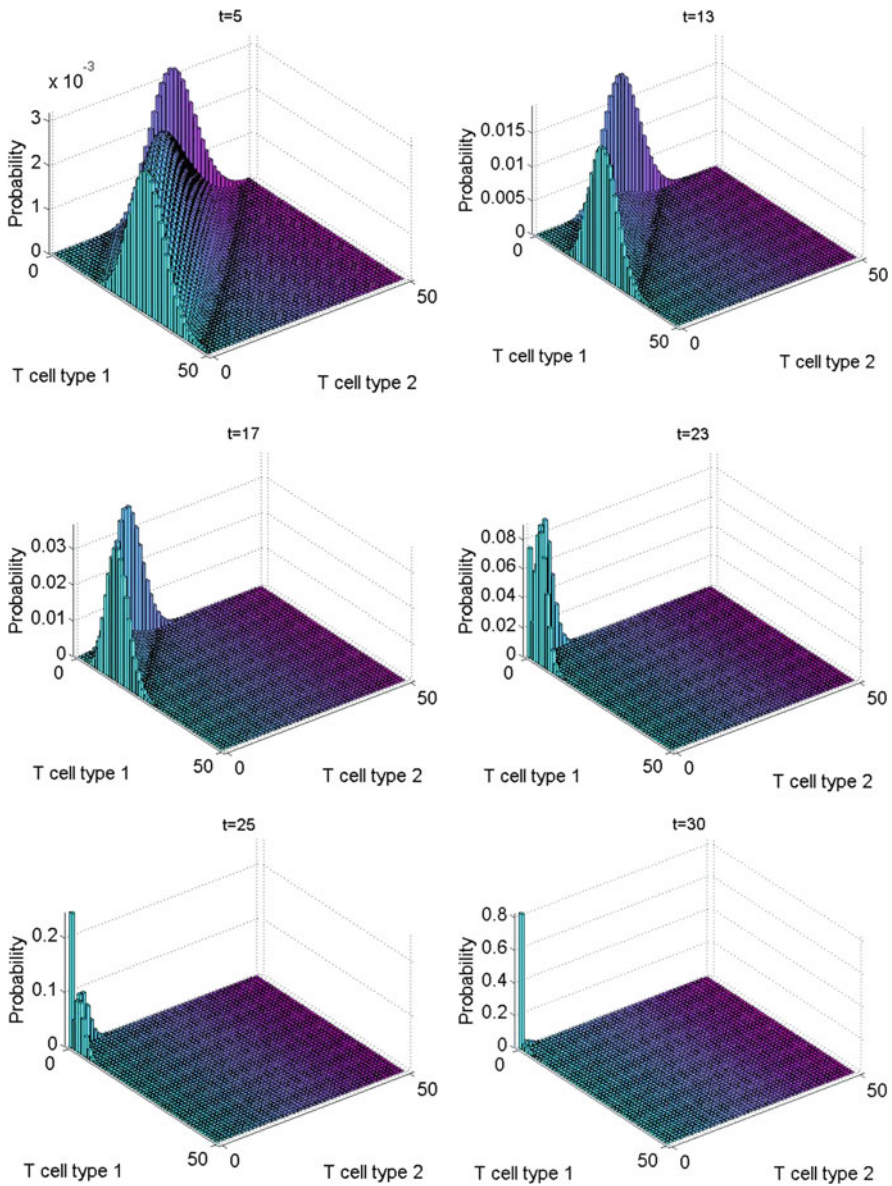 t=5
x 10^-3
Probability
3
2
1
0
0
T cell type 1
50
0
T cell type 2
50
t=13
Probability
0.015
0.01
0.005
0
0
T cell type 1
50
0
T cell type 2
50
t=17
Probability
0.03
0.02
0.01
0
0
T cell type 1
50
0
T cell type 2
50
t=23
Probability
0.08
0.06
0.04
0.02
0
0
T cell type 1
50
0
T cell type 2
50
t=25
Probability
0.2
0.1
0
0
T cell type 1
50
0
T cell type 2
50
t=30
Probability
0.8
0.6
0.4
0.2
0
0
T cell type 1
50
0
T cell type 2
50